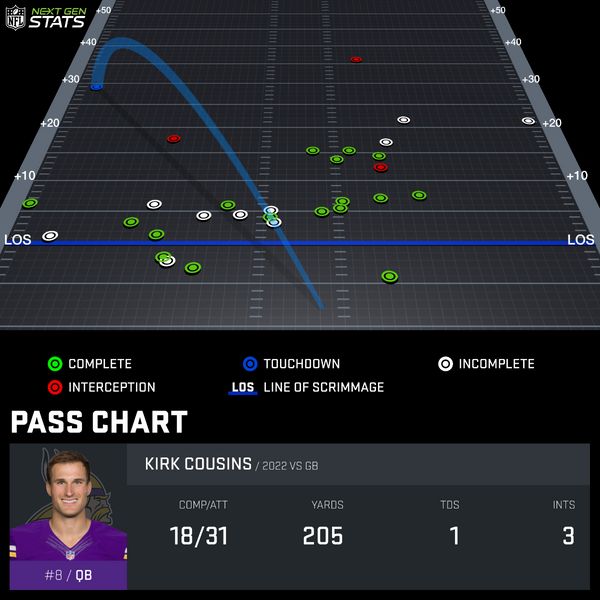 NFL NEXT GEN STATS
+50 +50
+40 +40
+30 +30
+20 +20
+10 +10
LOS LOS
COMPLETE TOUCHDOWN INCOMPLETE
INTERCEPTION LOS LINE OF SCRIMMAGE
PASS CHART
KIRK COUSINS / 2022 VS GB
COMP/ATT YARDS TDS INTS
18/31 205 1 3
#8 / QB